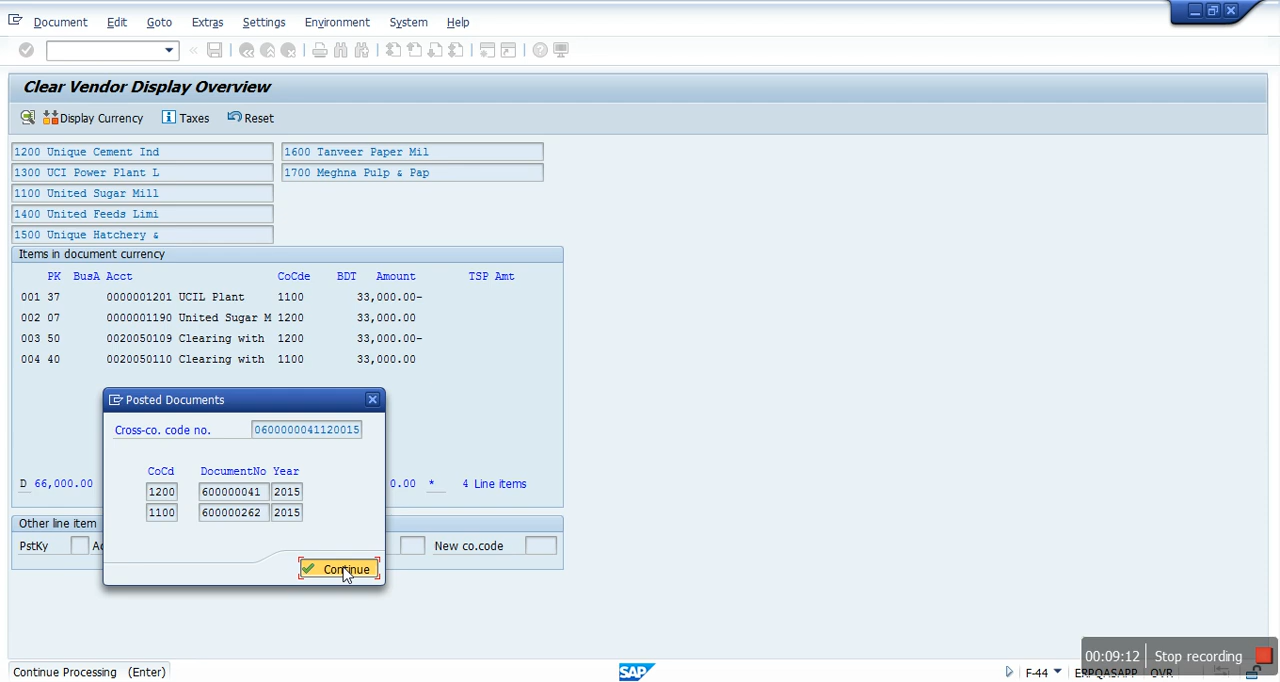 Document Edit Goto Extras Settings Environment System Help
Clear Vendor Display Overview
Display Currency Taxes Reset
1200 Unique Cement Ind 1600 Tanveer Paper Mil
1300 UCI Power Plant L 1700 Meghna Pulp & Pap
1100 United Sugar Mill
1400 United Feeds Limi
1500 Unique Hatchery &
Items in document currency
PK BusA Acct CoCde BDT Amount TSP Amt
001 37 0000001201 UCIL Plant 1100 33,000.00-
002 07 0000001190 United Sugar M 1200 33,000.00
003 50 0020050109 Clearing with 1200 33,000.00-
004 40 0020050110 Clearing with 1100 33,000.00
Posted Documents
Cross-co. code no. 0600000041120015
CoCd DocumentNo Year
1200 600000041 2015
1100 600000262 2015
Continue
D 66,000.00 0.00 * 4 Line items
Other line item
PstKy Ac New co.code
Continue Processing (Enter)
SAP
F-44 ERPQASAPP OVR
00:09:12 Stop recording